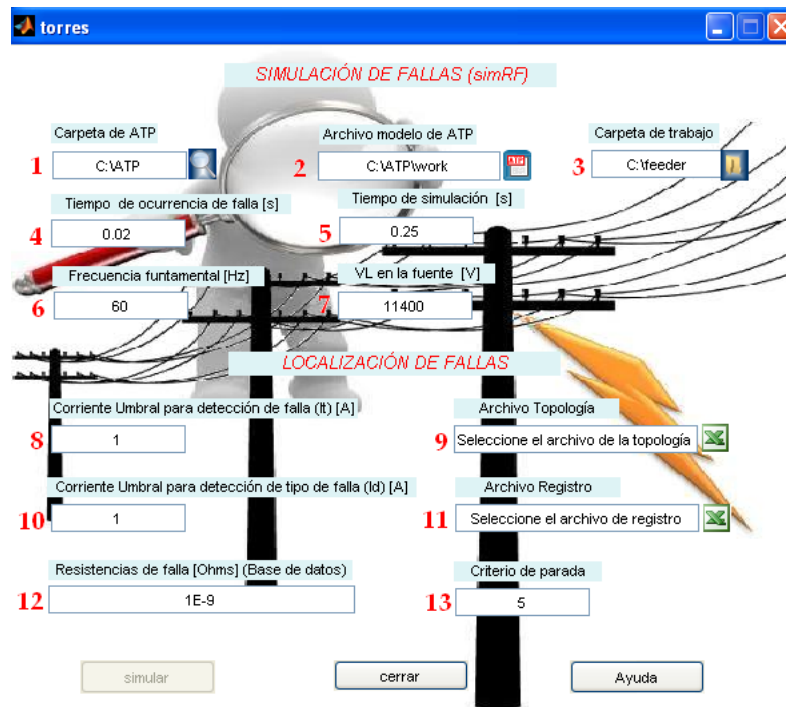 torres
SIMULACIÓN DE FALLAS (simRF)
Carpeta de ATP
Archivo modelo de ATP
Carpeta de trabajo
1 C:\ATP
2 C:\ATP\work ATP
3 C:\feeder
Tiempo de ocurrencia de falla [s]
Tiempo de simulación [s]
4 0.02
5 0.25
Frecuencia funtamental [Hz]
VL en la fuente [V]
6 60
7 11400
LOCALIZACIÓN DE FALLAS
Corriente Umbral para detección de falla (It) [A]
Archivo Topología
8 1
9 Seleccione el archivo de la topología
Corriente Umbral para detección de tipo de falla (Id) [A]
Archivo Registro
10 1
11 Seleccione el archivo de registro
Resistencias de falla [Ohms] (Base de datos)
Criterio de parada
12 1E-9
13 5
simular
cerrar
Ayuda